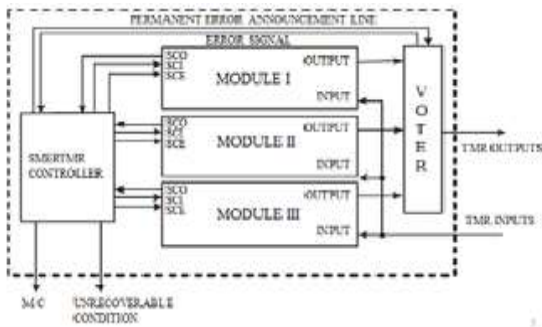 PERMANENT ERROR ANNOUNCEMENT LINE
ERROR SIGNAL
SCO
SCI
SCE
MODULE I
OUTPUT
INPUT
V
O
T
E
R
SCO
SCI
SCE
MODULE II
OUTPUT
INPUT
SMERTMR
CONTROLLER
TMR OUTPUTS
SCO
SCI
SCE
MODULE III
OUTPUT
INPUT
TMR INPUTS
M/C
UNRECOVERABLE
CONDITION